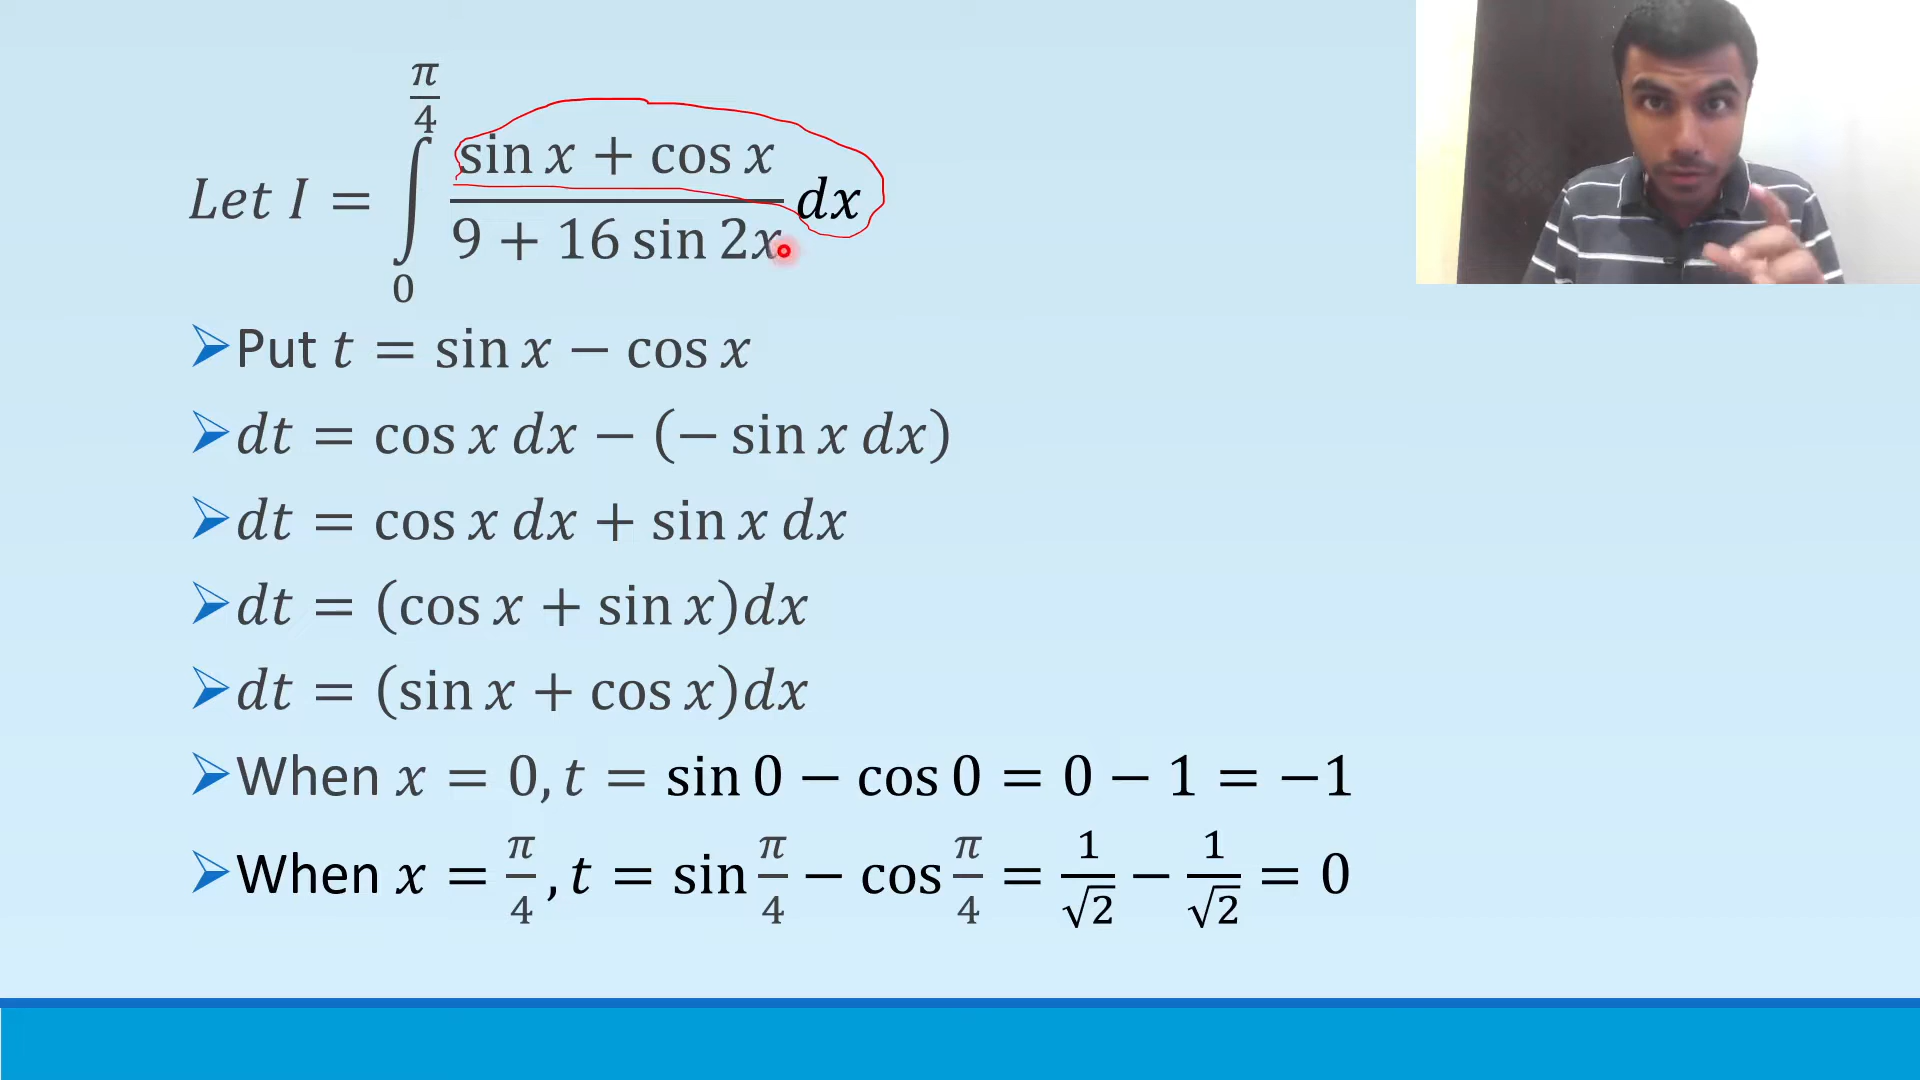 Let I = ∫₀^(π/4) (sin x + cos x)/(9 + 16 sin 2x) dx
➢Put t = sin x − cos x
➢dt = cos x dx − (− sin x dx)
➢dt = cos x dx + sin x dx
➢dt = (cos x + sin x)dx
➢dt = (sin x + cos x)dx
➢When x = 0, t = sin 0 − cos 0 = 0 − 1 = −1
➢When x = π/4, t = sin π/4 − cos π/4 = 1/√2 − 1/√2 = 0